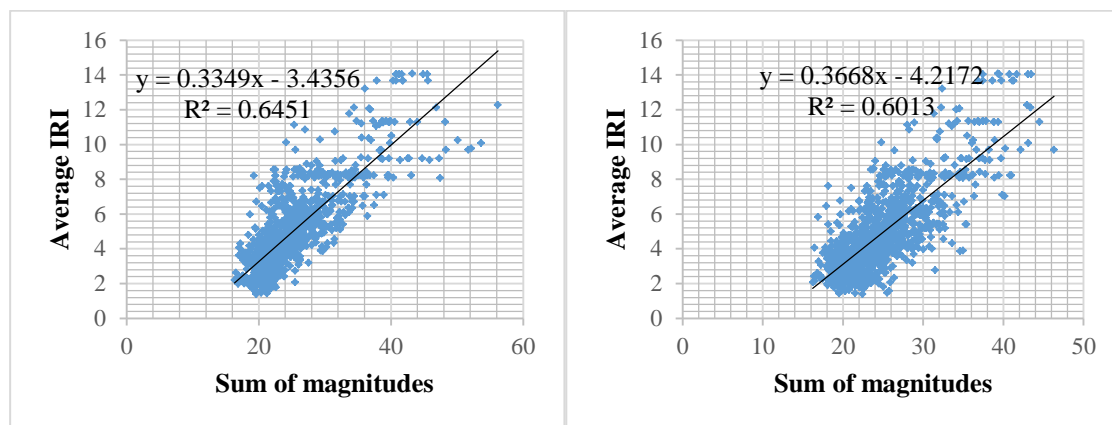 16
14
12
10
8
6
4
2
0
Average IRI
y = 0.3349x - 3.4356
R² = 0.6451
0 20 40 60
Sum of magnitudes
16
14
12
10
8
6
4
2
0
Average IRI
y = 0.3668x - 4.2172
R² = 0.6013
0 10 20 30 40 50
Sum of magnitudes